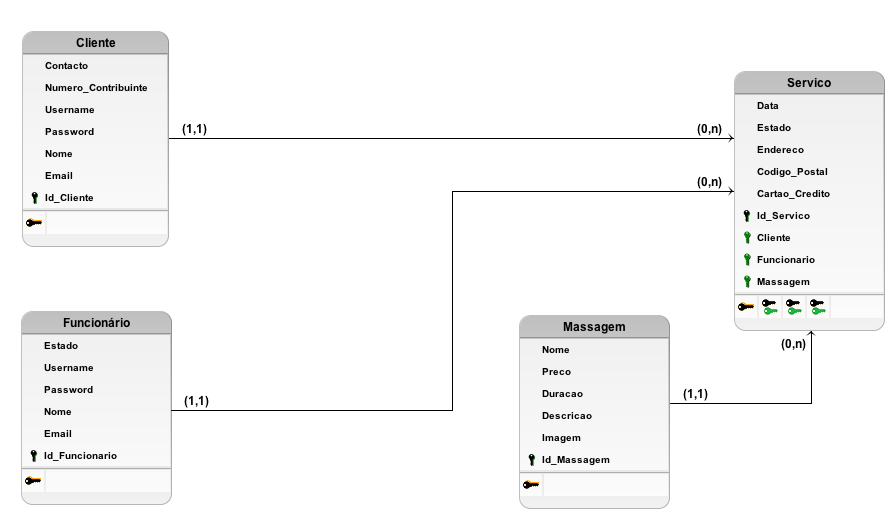 Cliente
Contacto
Numero_Contribuinte
Username
Password
Nome
Email
Id_Cliente
(1,1)
(0,n)
Servico
Data
Estado
Endereco
Codigo_Postal
Cartao_Credito
Id_Servico
Cliente
Funcionario
Massagem
(0,n)
Funcionário
Estado
Username
Password
Nome
Email
Id_Funcionario
(1,1)
Massagem
Nome
Preco
Duracao
Descricao
Imagem
Id_Massagem
(1,1)
(0,n)